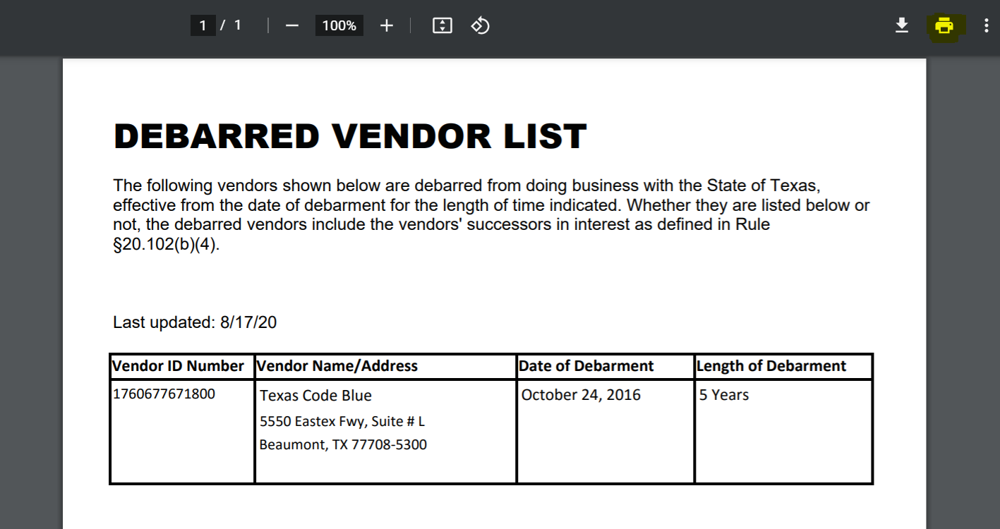 1 / 1 100%
DEBARRED VENDOR LIST
The following vendors shown below are debarred from doing business with the State of Texas,
effective from the date of debarment for the length of time indicated. Whether they are listed below or
not, the debarred vendors include the vendors' successors in interest as defined in Rule
§20.102(b)(4).
Last updated: 8/17/20
Vendor ID Number Vendor Name/Address Date of Debarment Length of Debarment
1760677671800 Texas Code Blue October 24, 2016 5 Years
5550 Eastex Fwy, Suite # L
Beaumont, TX 77708-5300